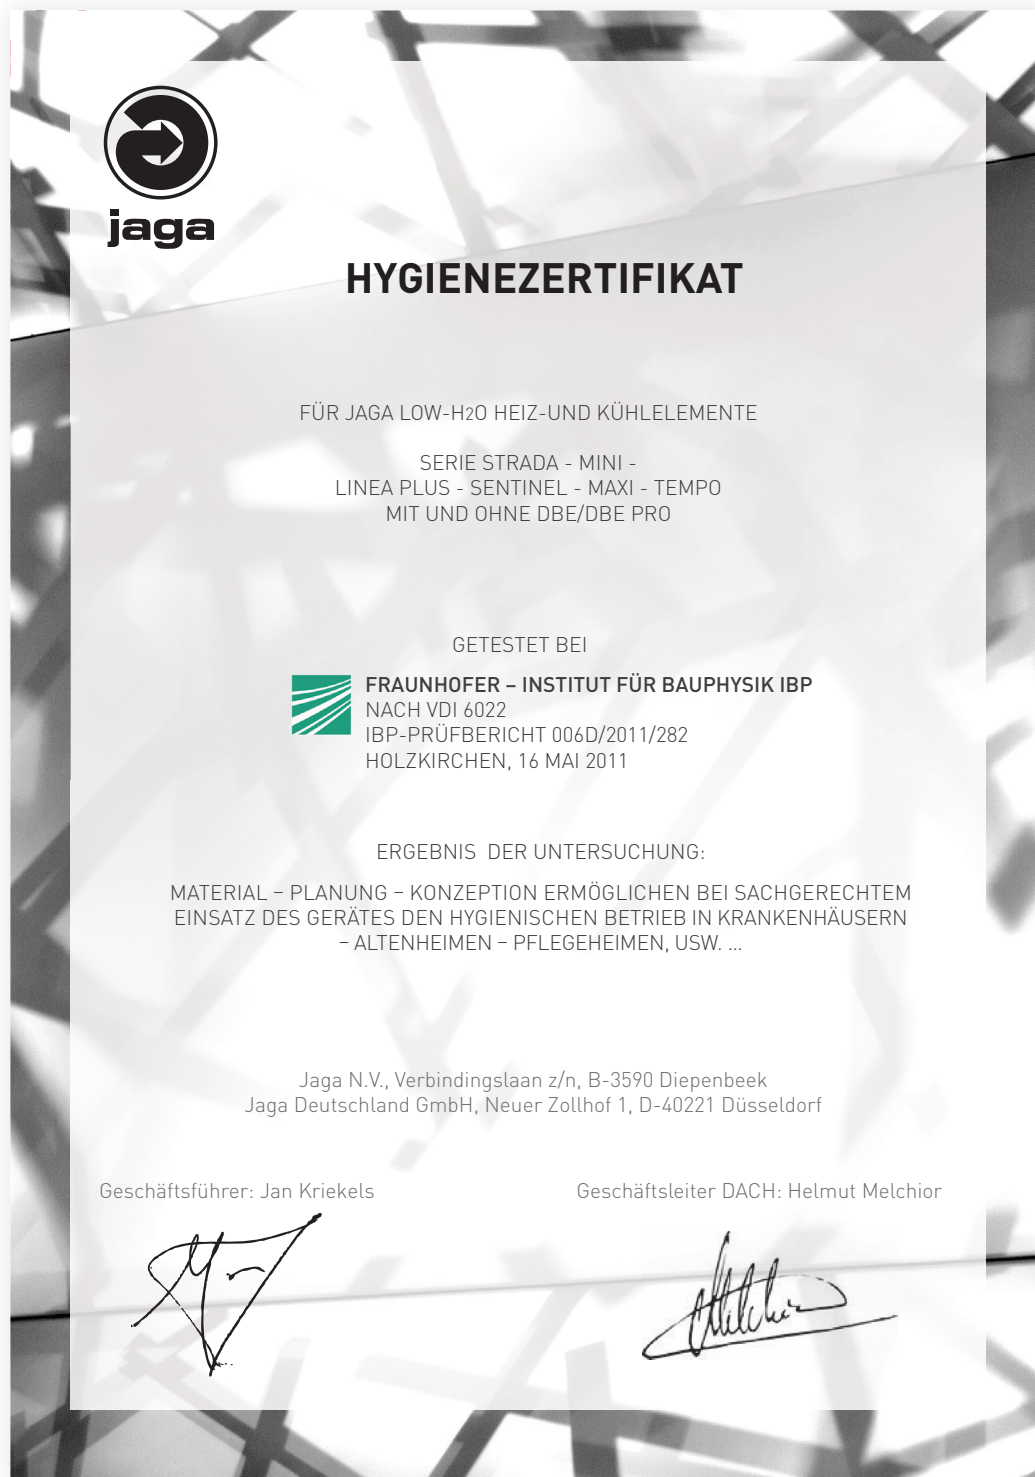 jaga
HYGIENEZERTIFIKAT
FÜR JAGA LOW-H2O HEIZ-UND KÜHLELEMENTE
SERIE STRADA - MINI -
LINEA PLUS - SENTINEL - MAXI - TEMPO
MIT UND OHNE DBE/DBE PRO
GETESTET BEI
FRAUNHOFER – INSTITUT FÜR BAUPHYSIK IBP
NACH VDI 6022
IBP-PRÜFBERICHT 006D/2011/282
HOLZKIRCHEN, 16 MAI 2011
ERGEBNIS DER UNTERSUCHUNG:
MATERIAL – PLANUNG – KONZEPTION ERMÖGLICHEN BEI SACHGERECHTEM
EINSATZ DES GERÄTES DEN HYGIENISCHEN BETRIEB IN KRANKENHÄUSERN
– ALTENHEIMEN – PFLEGEHEIMEN, USW. ...
Jaga N.V., Verbindingslaan z/n, B-3590 Diepenbeek
Jaga Deutschland GmbH, Neuer Zollhof 1, D-40221 Düsseldorf
Geschäftsführer: Jan Kriekels
Geschäftsleiter DACH: Helmut Melchior